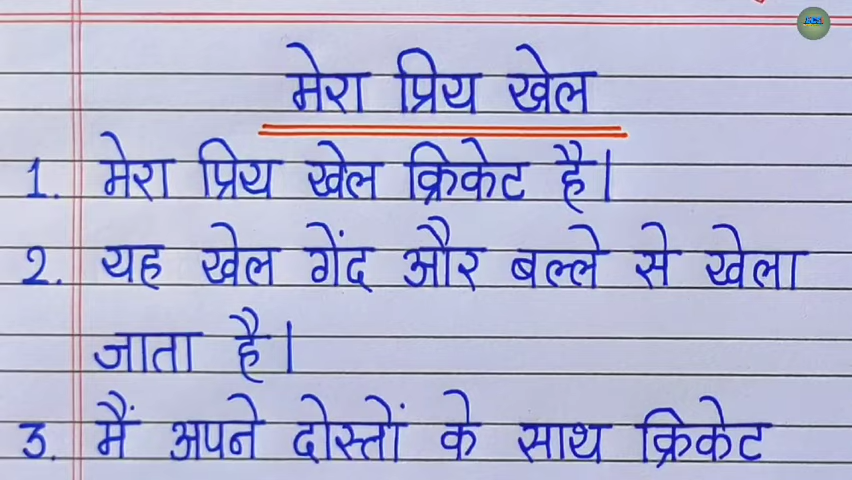 मेरा प्रिय खेल
1. मेरा प्रिय खेल क्रिकेट है।
2. यह खेल गेंद और बल्ले से खेला
जाता है।
3. मैं अपने दोस्तों के साथ क्रिकेट